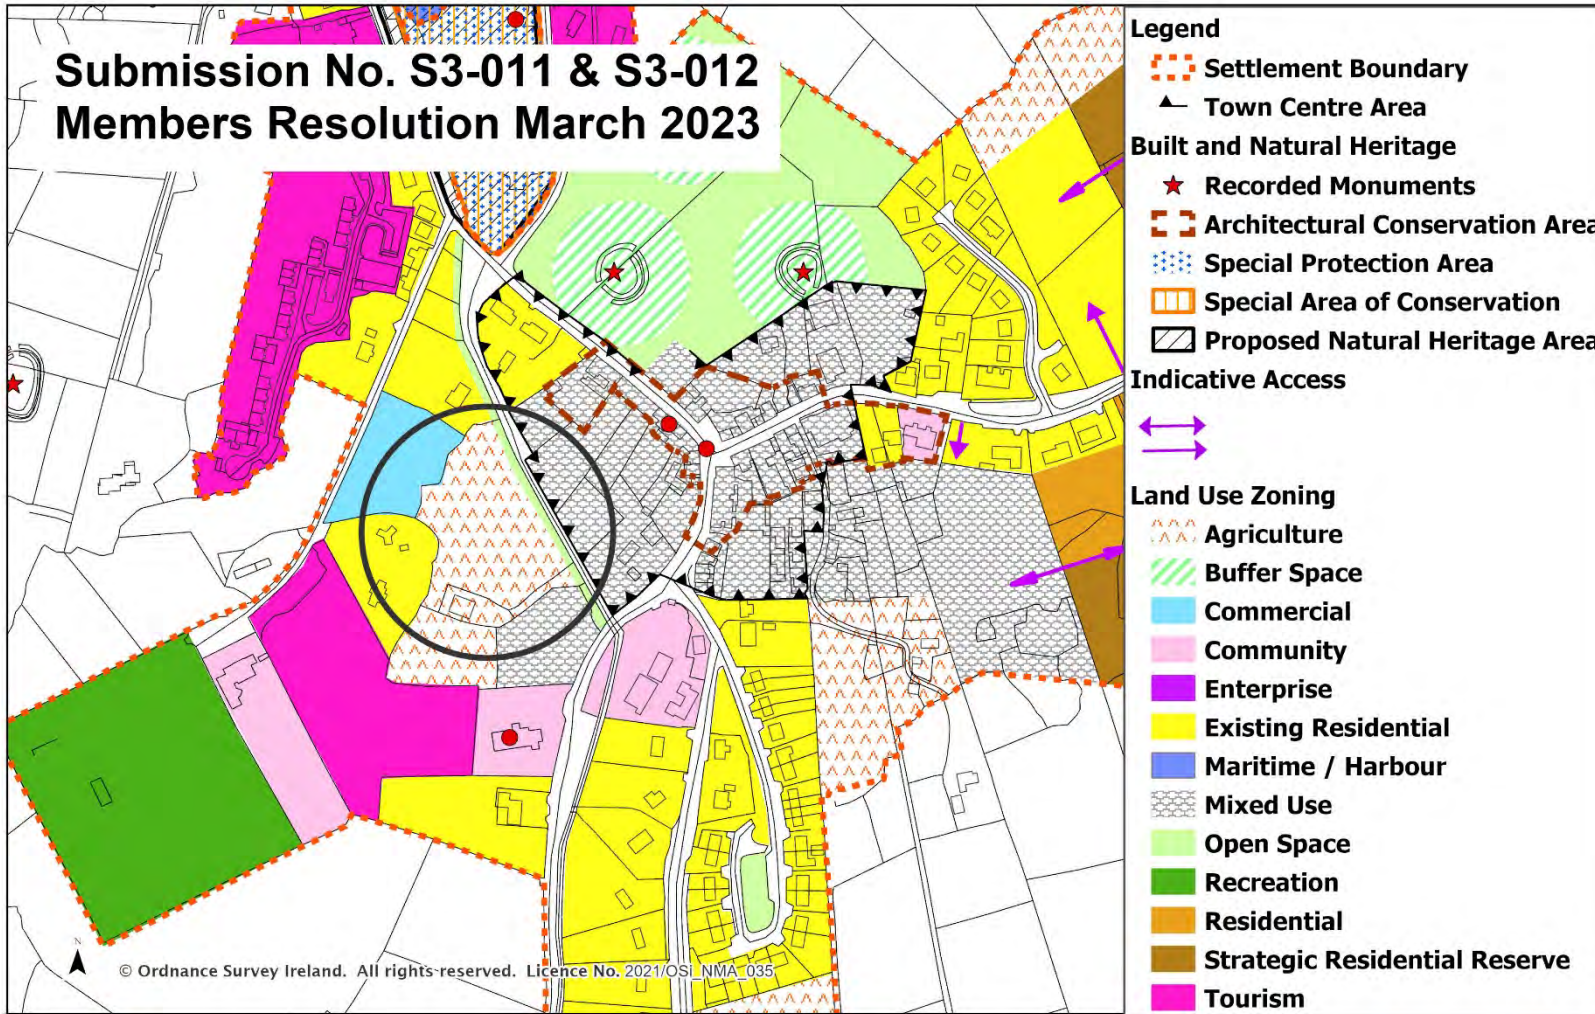 Submission No. S3-011 & S3-012
Members Resolution March 2023
N
© Ordnance Survey Ireland. All rights reserved. Licence No. 2021/OSi_NMA_035
Legend
Settlement Boundary
Town Centre Area
Built and Natural Heritage
Recorded Monuments
Architectural Conservation Area
Special Protection Area
Special Area of Conservation
Proposed Natural Heritage Area
Indicative Access
Land Use Zoning
Agriculture
Buffer Space
Commercial
Community
Enterprise
Existing Residential
Maritime / Harbour
Mixed Use
Open Space
Recreation
Residential
Strategic Residential Reserve
Tourism